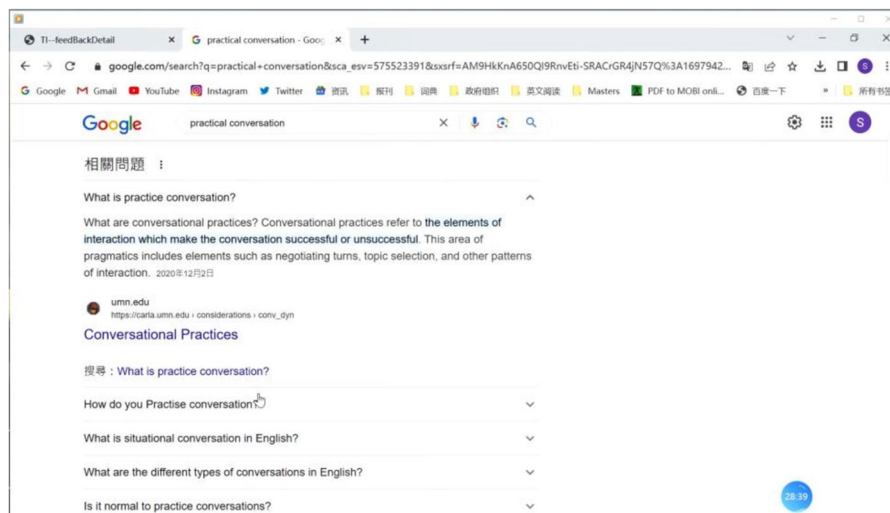 TI--feedBackDetail
practical conversation - Goog
google.com/search?q=practical+conversation&sca_esv=575523391&sxsrf=AM9HkKnA650QI9RnvEti-SRACrGR4jN57Q%3A1697942...
Google Gmail YouTube Instagram Twitter 资讯 报刊 词典 政府组织 英文阅读 Masters PDF to MOBI onli... 百度一下 » 所有书签
Google practical conversation S
相關問題
What is practice conversation?
What are conversational practices? Conversational practices refer to the elements of
interaction which make the conversation successful or unsuccessful. This area of
pragmatics includes elements such as negotiating turns, topic selection, and other patterns
of interaction. 2020年12月2日
umn.edu
https://carla.umn.edu › considerations › conv_dyn
Conversational Practices
搜尋：What is practice conversation?
How do you Practise conversation?
What is situational conversation in English?
What are the different types of conversations in English?
28:39
Is it normal to practice conversations?